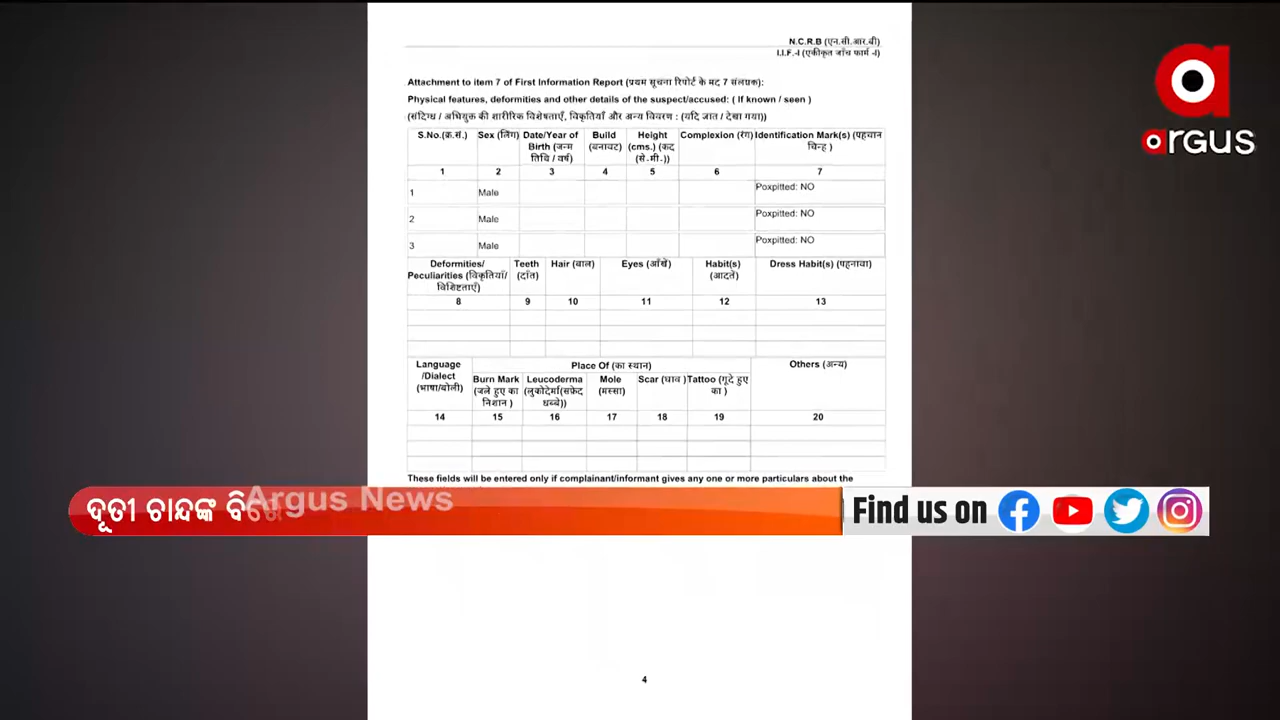 N.C.R.B (एन.सी.आर.बी)
I.I.F.-I (एकीकृत जाँच फार्म -I)
argus
Attachment to item 7 of First Information Report (प्रथम सूचना रिपोर्ट के मद 7 संलग्नक):
Physical features, deformities and other details of the suspect/accused: ( If known / seen )
(संदिग्ध / अभियुक्त की शारीरिक विशेषताएँ, विकृतियाँ और अन्य विवरण : (यदि ज्ञात / देखा गया))
S.No.(क्र.सं.) Sex (लिंग) Date/Year of Build Height Complexion (रंग) Identification Mark(s) (पहचान
Birth (जन्म (बनावट) (cms.) (कद चिन्ह )
तिथि / वर्ष) (से.मी.))
1 2 3 4 5 6 7
1 Male Poxpitted: NO
2 Male Poxpitted: NO
3 Male Poxpitted: NO
Deformities/ Teeth Hair (बाल) Eyes (आँखें) Habit(s) Dress Habit(s) (पहनावा)
Peculiarities (विकृतियाँ/ (दाँत) (आदतें)
विशिष्टताएँ)
8 9 10 11 12 13
Language Place Of (का स्थान) Others (अन्य)
/Dialect Burn Mark Leucoderma Mole Scar (घाव ) Tattoo (गूदे हुए
(भाषा/बोली) (जले हुए का (लुकोदेर्मा(सफ़ेद (मस्सा) का )
निशान ) धब्बे))
14 15 16 17 18 19 20
These fields will be entered only if complainant/informant gives any one or more particulars about the
Argus News
ଦୂତୀ ଚାନ୍ଦଙ୍କ
Find us on
4